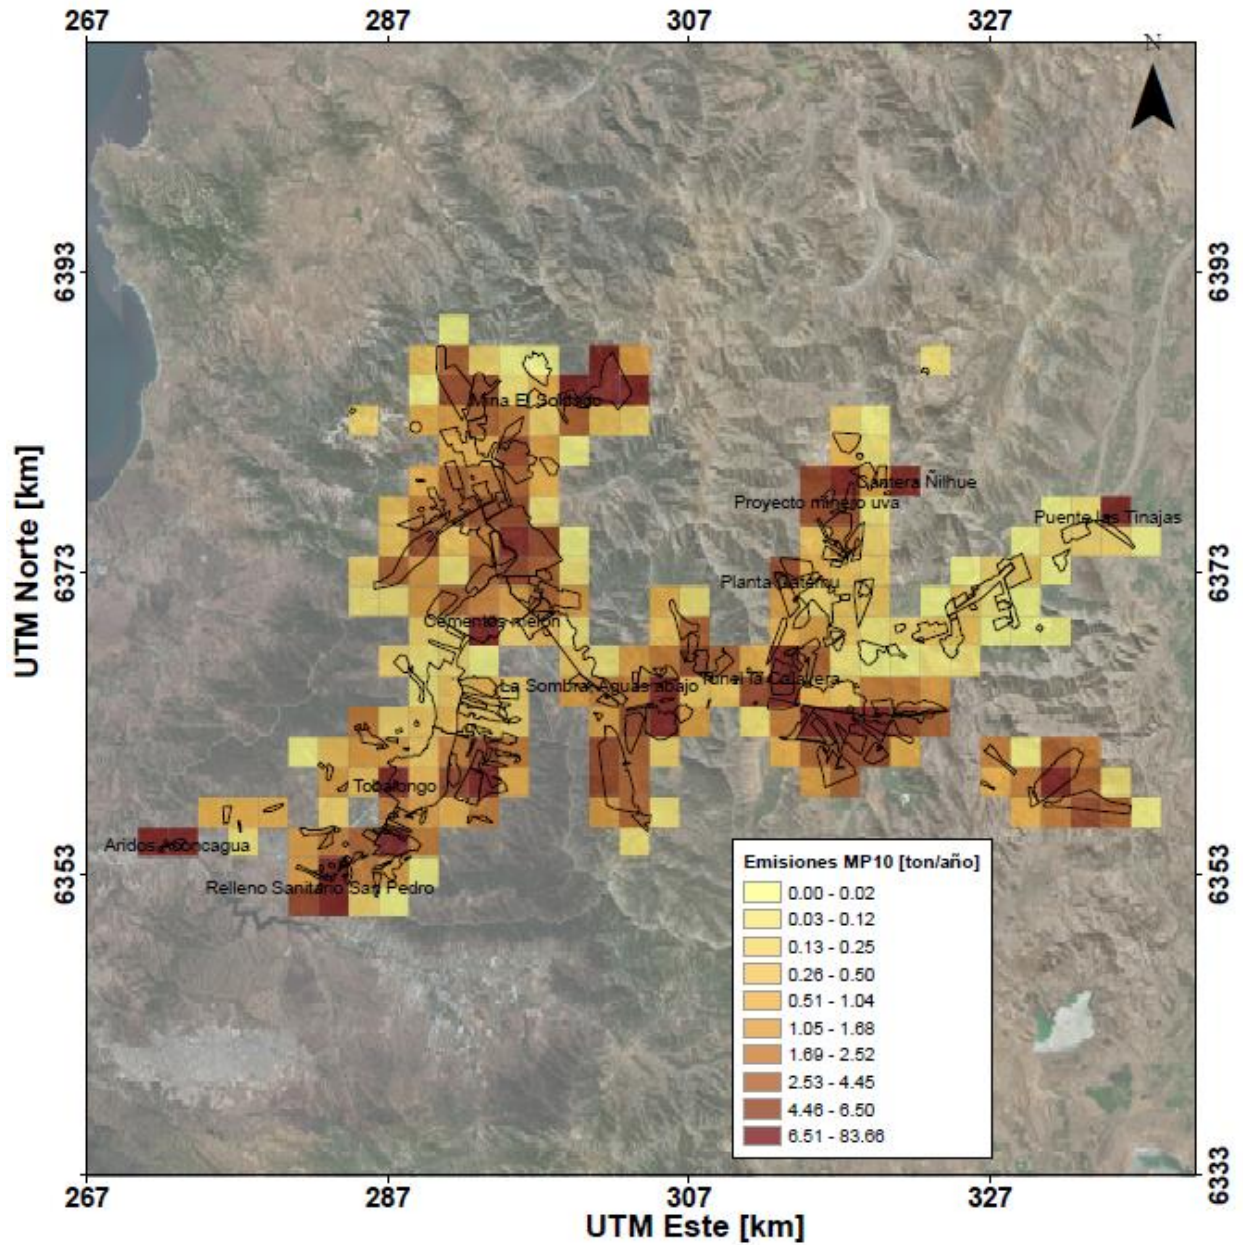 267 287 307 327
N
6393 6393
Mina El Soldado
Cantera Ñilhue
Proyecto minero uva
Puente las Tinajas
6373 6373
Planta Catemu
Cementos melon
La Sombra, Aguas abajo Tunel la Calavera
UTM Norte [km]
Tobalongo
Aridos Aconcagua
Relleno Sanitario San Pedro
6353 6353
Emisiones MP10 [ton/año]
0.00 - 0.02
0.03 - 0.12
0.13 - 0.25
0.26 - 0.50
0.51 - 1.04
1.05 - 1.68
1.69 - 2.52
2.53 - 4.45
4.46 - 6.50
6.51 - 83.66
6333
267 287 307 327
UTM Este [km]